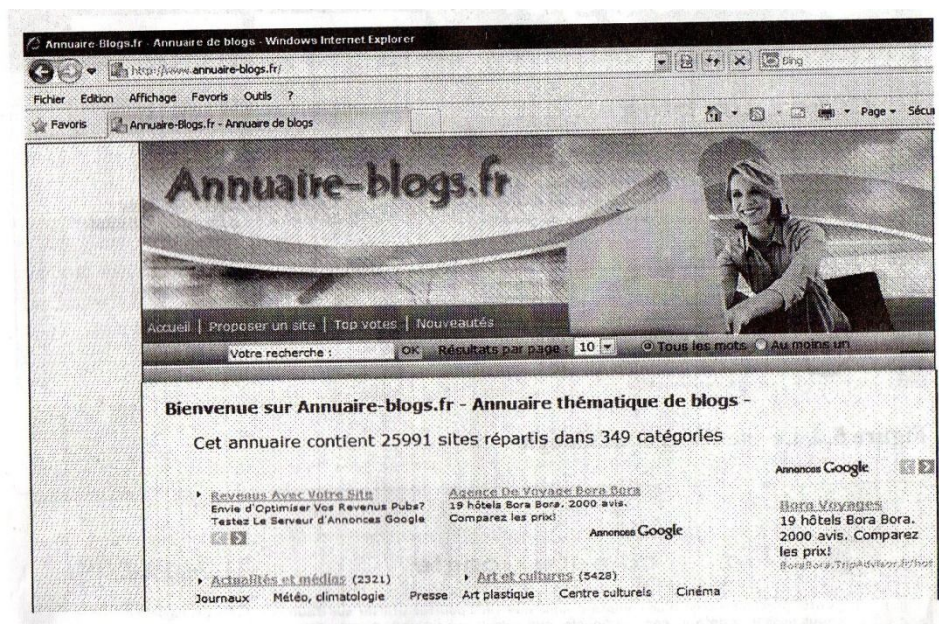 Annuaire-Blogs.fr - Annuaire de blogs - Windows Internet Explorer
http://www.annuaire-blogs.fr/
Bing
Fichier Edition Affichage Favoris Outils ?
Favoris Annuaire-Blogs.fr - Annuaire de blogs
Page Sécu
Annuaire-blogs.fr
Accueil | Proposer un site | Top votes | Nouveautés
Votre recherche : OK Résultats par page : 10 Tous les mots Au moins un
Bienvenue sur Annuaire-blogs.fr - Annuaire thématique de blogs -
Cet annuaire contient 25991 sites répartis dans 349 catégories
Revenus Avec Votre Site
Envie d'Optimiser Vos Revenus Pubs?
Testez Le Serveur d'Annonces Google
Agence De Voyage Bora Bora
19 hôtels Bora Bora. 2000 avis.
Comparez les prix!
Annonces Google
Annonces Google
Bora Voyages
19 hôtels Bora Bora.
2000 avis. Comparez
les prix!
BoraBora.TripAdvisor.fr/hot
Actualités et médias (2321)
Journaux Météo, climatologie Presse
Art et cultures (5428)
Art plastique Centre culturels Cinéma